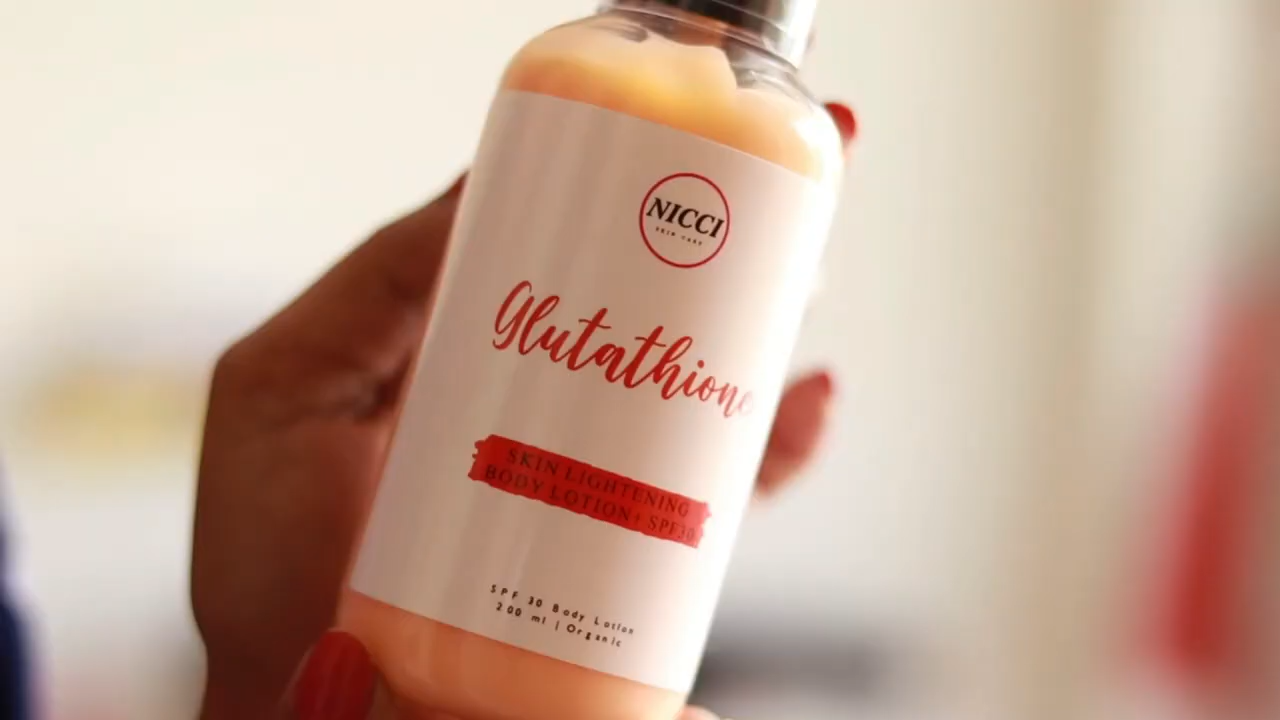 NICCI
SKIN CARE
Glutathione
SKIN LIGHTENING
BODY LOTION+ SPF30
SPF 30 Body Lotion
200 ml | Organic